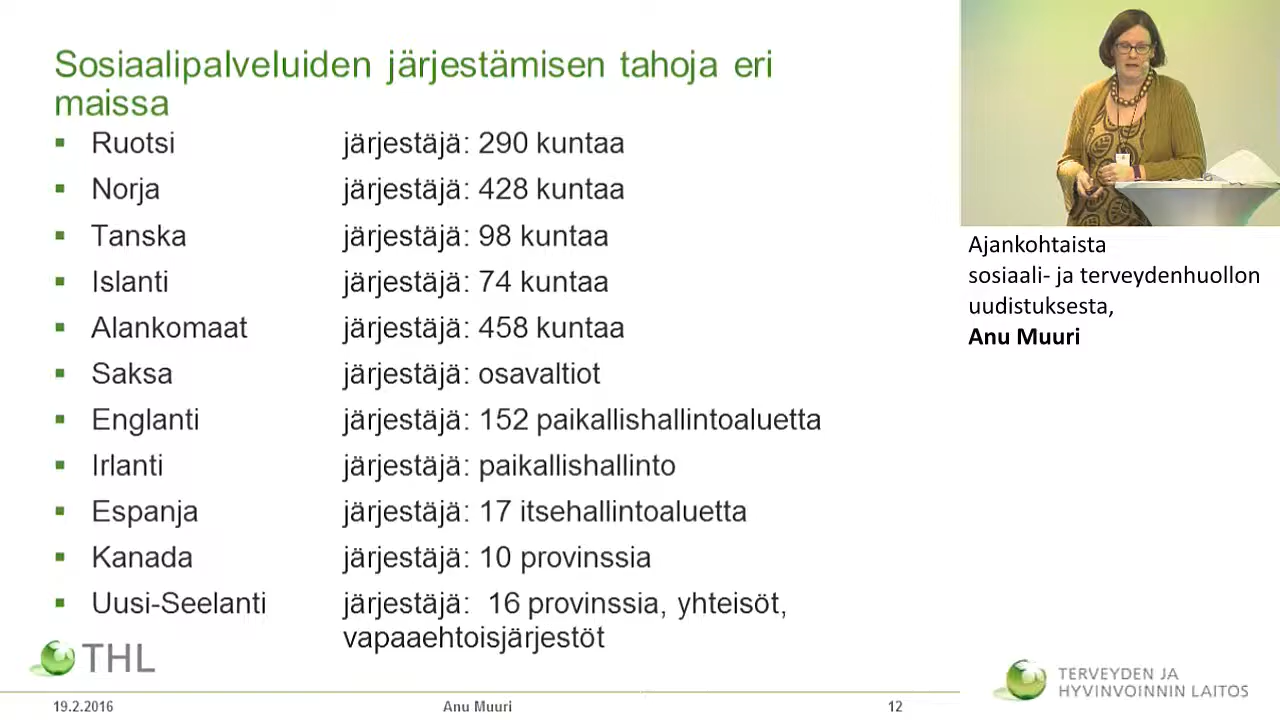 Sosiaalipalveluiden järjestämisen tahoja eri
maissa
▪ Ruotsi järjestäjä: 290 kuntaa
▪ Norja järjestäjä: 428 kuntaa
▪ Tanska järjestäjä: 98 kuntaa
▪ Islanti järjestäjä: 74 kuntaa
▪ Alankomaat järjestäjä: 458 kuntaa
▪ Saksa järjestäjä: osavaltiot
▪ Englanti järjestäjä: 152 paikallishallintoaluetta
▪ Irlanti järjestäjä: paikallishallinto
▪ Espanja järjestäjä: 17 itsehallintoaluetta
▪ Kanada järjestäjä: 10 provinssia
▪ Uusi-Seelanti järjestäjä: 16 provinssia, yhteisöt,
vapaaehtoisjärjestöt
THL
19.2.2016 Anu Muuri 12
Ajankohtaista
sosiaali- ja terveydenhuollon
uudistuksesta,
Anu Muuri
TERVEYDEN JA
HYVINVOINNIN LAITOS